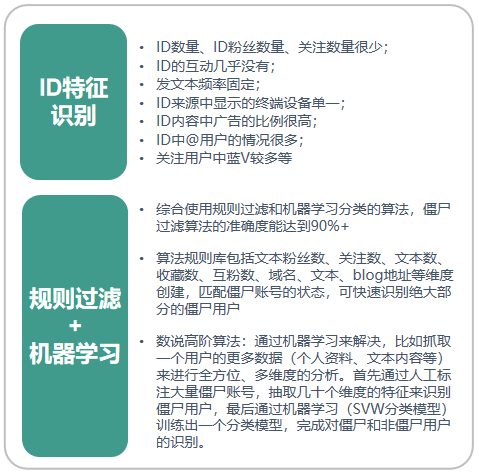 ID特征
识别
• ID数量、ID粉丝数量、关注数量很少；
• ID的互动几乎没有；
• 发文本频率固定；
• ID来源中显示的终端设备单一；
• ID内容中广告的比例很高；
• ID中@用户的情况很多；
• 关注用户中蓝V较多等
规则过滤
+
机器学习
• 综合使用规则过滤和机器学习分类的算法，僵尸
过滤算法的准确度能达到90%+
• 算法规则库包括文本粉丝数、关注数、文本数、
收藏数、互粉数、域名、文本、blog地址等维度
创建，匹配僵尸账号的状态，可快速识别绝大部
分的僵尸用户
• 数说高阶算法：通过机器学习来解决，比如抓取
一个用户的更多数据（个人资料、文本内容等）
来进行全方位、多维度的分析。首先通过人工标
注大量僵尸账号，抽取几十个维度的特征来识别
僵尸用户，最后通过机器学习（SVW分类模型）
训练出一个分类模型，完成对僵尸和非僵尸用户
的识别。